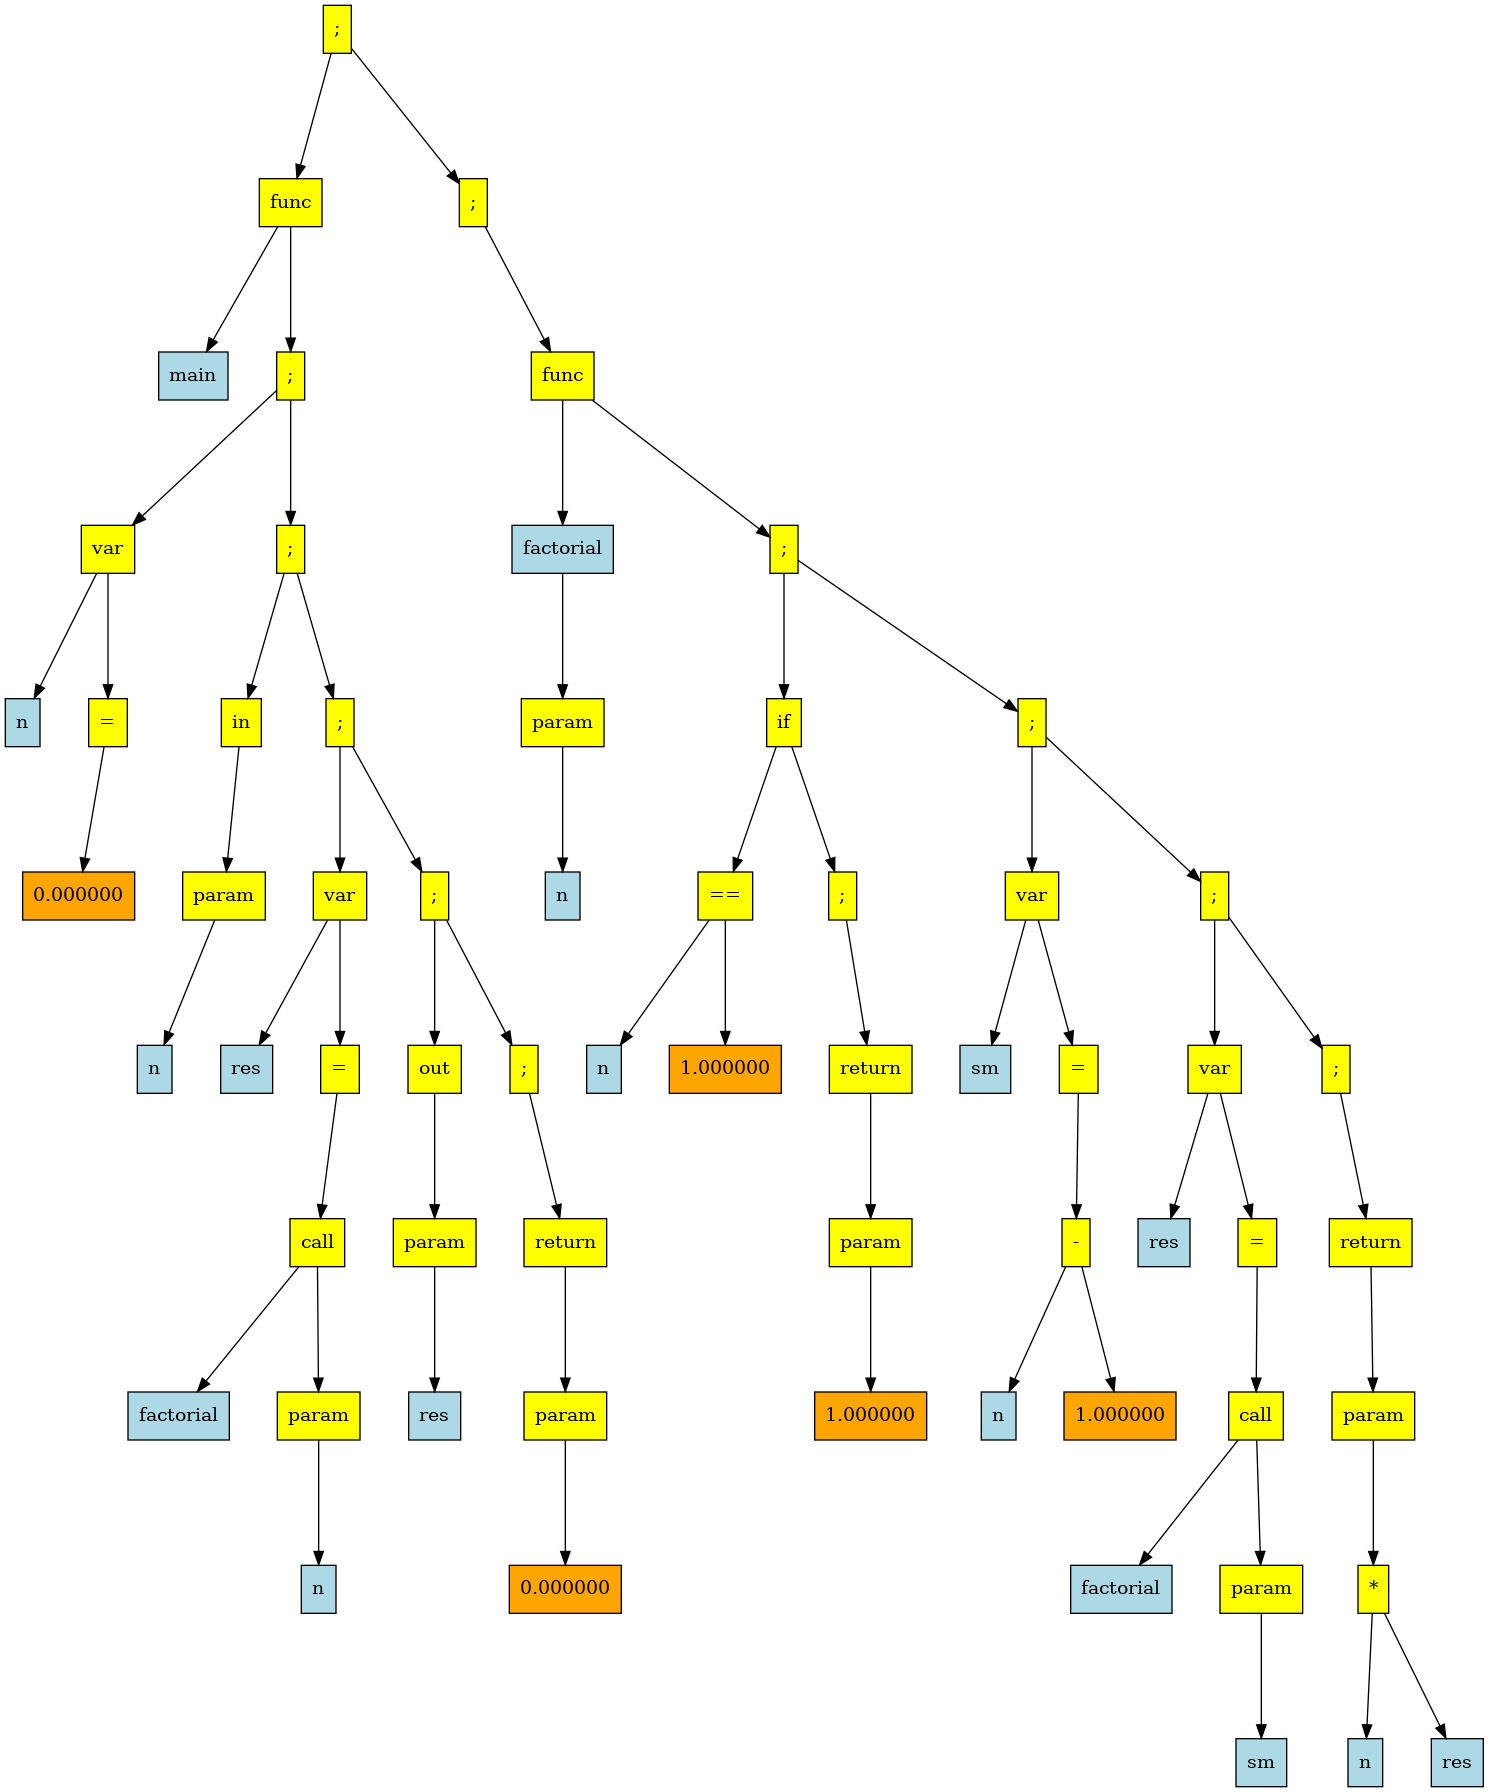 ;
func ;
main ; func
var ; factorial ;
n = in ; param if ;
0.000000 param var ; n == ; var ;
n res = out ; n 1.000000 return sm = var ;
call param return param - res = return
factorial param res param 1.000000 n 1.000000 call param
n 0.000000 factorial param *
sm n res